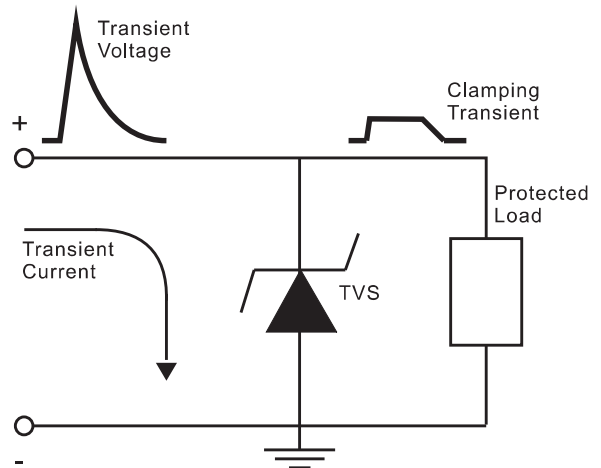 Transient
Voltage
Clamping
Transient
+
Protected
Load
Transient
Current
TVS
-